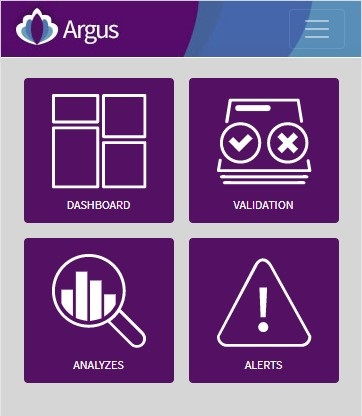 Argus
DASHBOARD
VALIDATION
ANALYZES
ALERTS